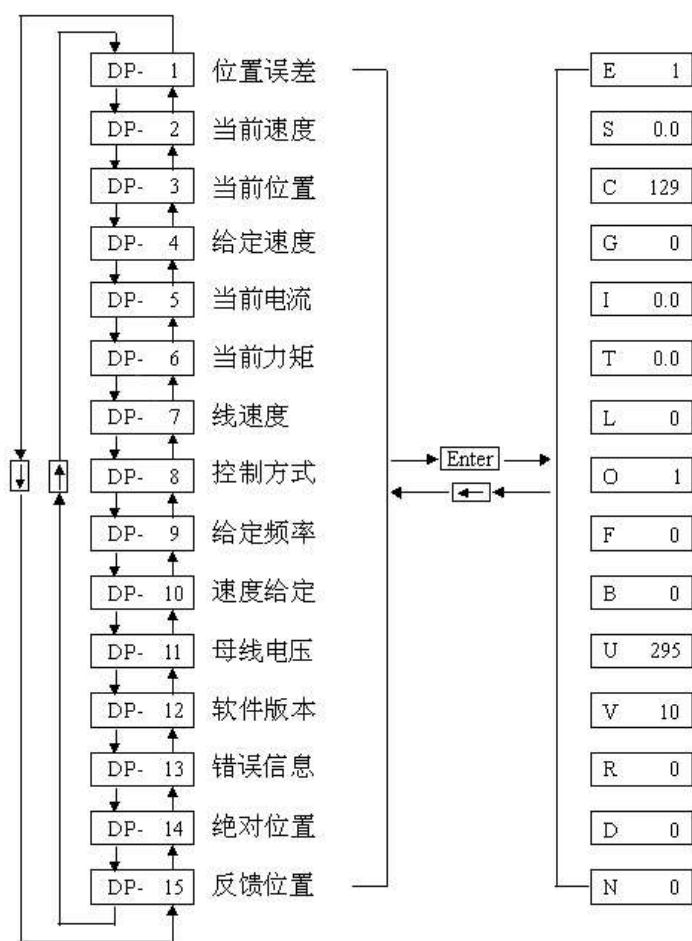 DP- 1 位置误差 E 1
DP- 2 当前速度 S 0.0
DP- 3 当前位置 C 129
DP- 4 给定速度 G 0
DP- 5 当前电流 I 0.0
DP- 6 当前力矩 T 0.0
DP- 7 线速度 L 0
Enter
DP- 8 控制方式 O 1
DP- 9 给定频率 F 0
DP- 10 速度给定 B 0
DP- 11 母线电压 U 295
DP- 12 软件版本 V 10
DP- 13 错误信息 R 0
DP- 14 绝对位置 D 0
DP- 15 反馈位置 N 0